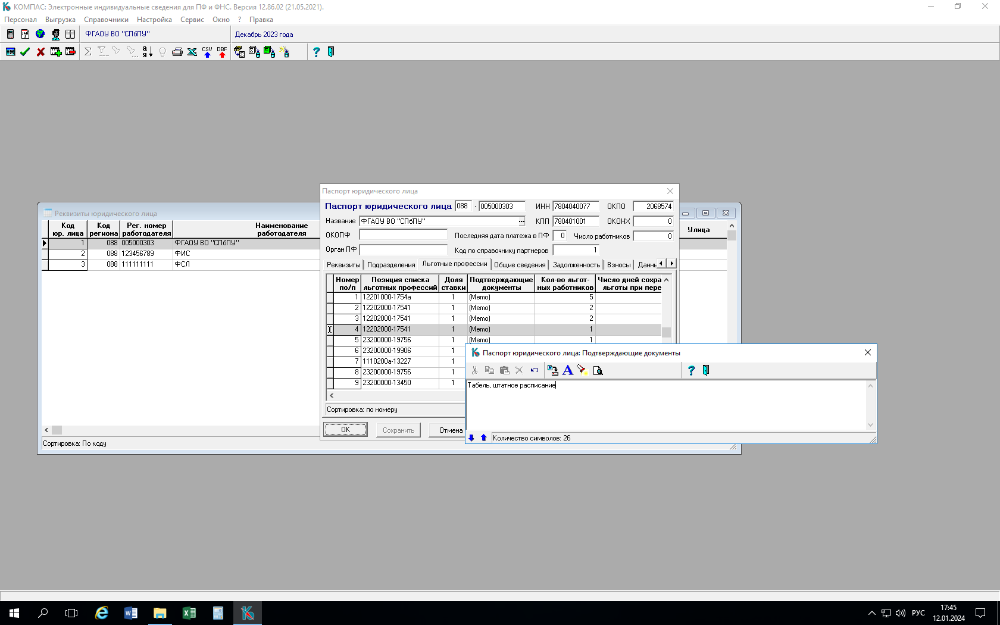 КОМПАС: Электронные индивидуальные сведения для ПФ и ФНС. Версия 12.86.02 (21.05.2021).
Персонал Выгрузка Справочники Настройка Сервис Окно ? Правка
ФГАОУ ВО "СПбПУ" Декабрь 2023 года
Паспорт юридического лица
Паспорт юридического лица 088 - 005000303 ИНН 7804040077 ОКПО 2068574
Название ФГАОУ ВО "СПбПУ" ... КПП 780401001 ОКОНХ 0
ОКОПФ Последняя дата платежа в ПФ 0 Число работников 0
Орган ПФ Код по справочнику партнеров 1
Реквизиты Подразделения Льготные профессии Общие сведения Задолженность Взносы Даннь
Номер по/п Позиция списка льготных профессий Доля ставки Подтверждающие документы Кол-во льгот-ных работников Число дней сохра льготы при пере
1 12201000-1754а 1 (Memo) 5
2 12202000-17541 1 (Memo) 2
3 12202000-17541 1 (Memo) 2
4 12202000-17541 1 (Memo) 1
5 23200000-19756 1 (Memo) 1
6 23200000-19906 1
7 1110200а-13227 1
8 23200000-19756 1
9 23200000-13450 1
Сортировка: по номеру
OK Сохранить Отмена
Реквизиты юридического лица
Код юр. лица Код региона Рег. номер работодателя Наименование работодателя Улица
1 088 005000303 ФГАОУ ВО "СПбПУ"
2 088 123456789 ФИС
3 088 111111111 ФСЛ
Сортировка: По коду
Паспорт юридического лица: Подтверждающие документы
Табель, штатное расписание
Количество символов: 26
РУС 17:45
12.01.2024